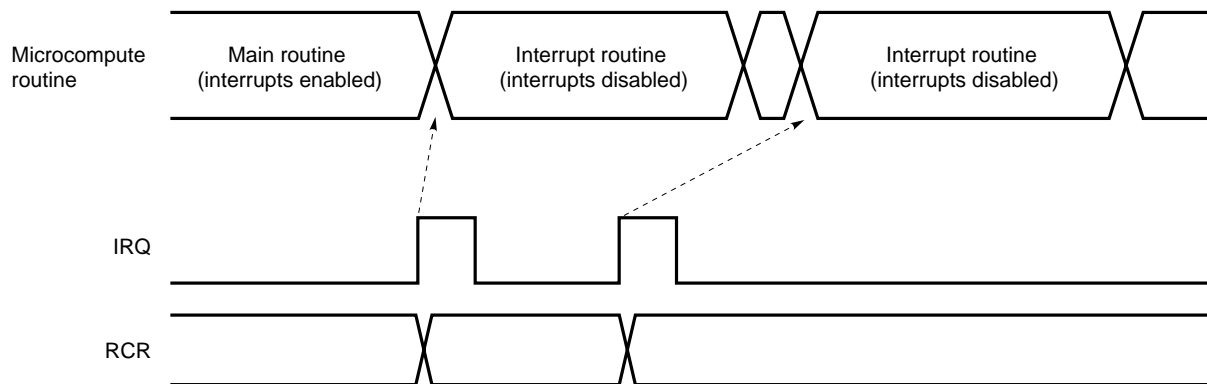 Microcompute
routine
Main routine
(interrupts enabled)
Interrupt routine
(interrupts disabled)
Interrupt routine
(interrupts disabled)
IRQ
RCR